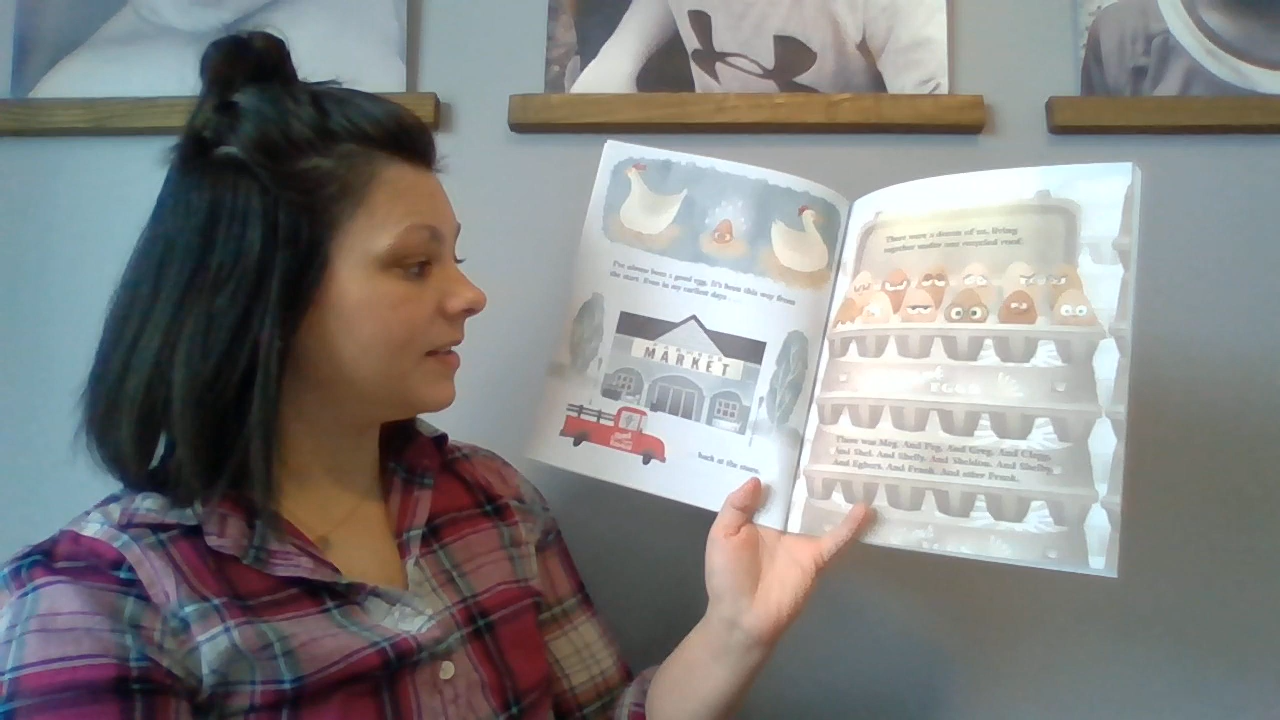 I've always been a good egg. It's been this way from
the start. Even in my earliest days . . .
MARKET
back at the store.
There were a dozen of us, living
together under one recycled roof.
EGGS
There was Meg. And Peg. And Greg. And Clegg.
And Shel. And Shelly. And Sheldon. And Shelby.
And Egbert. And Frank. And other Frank.